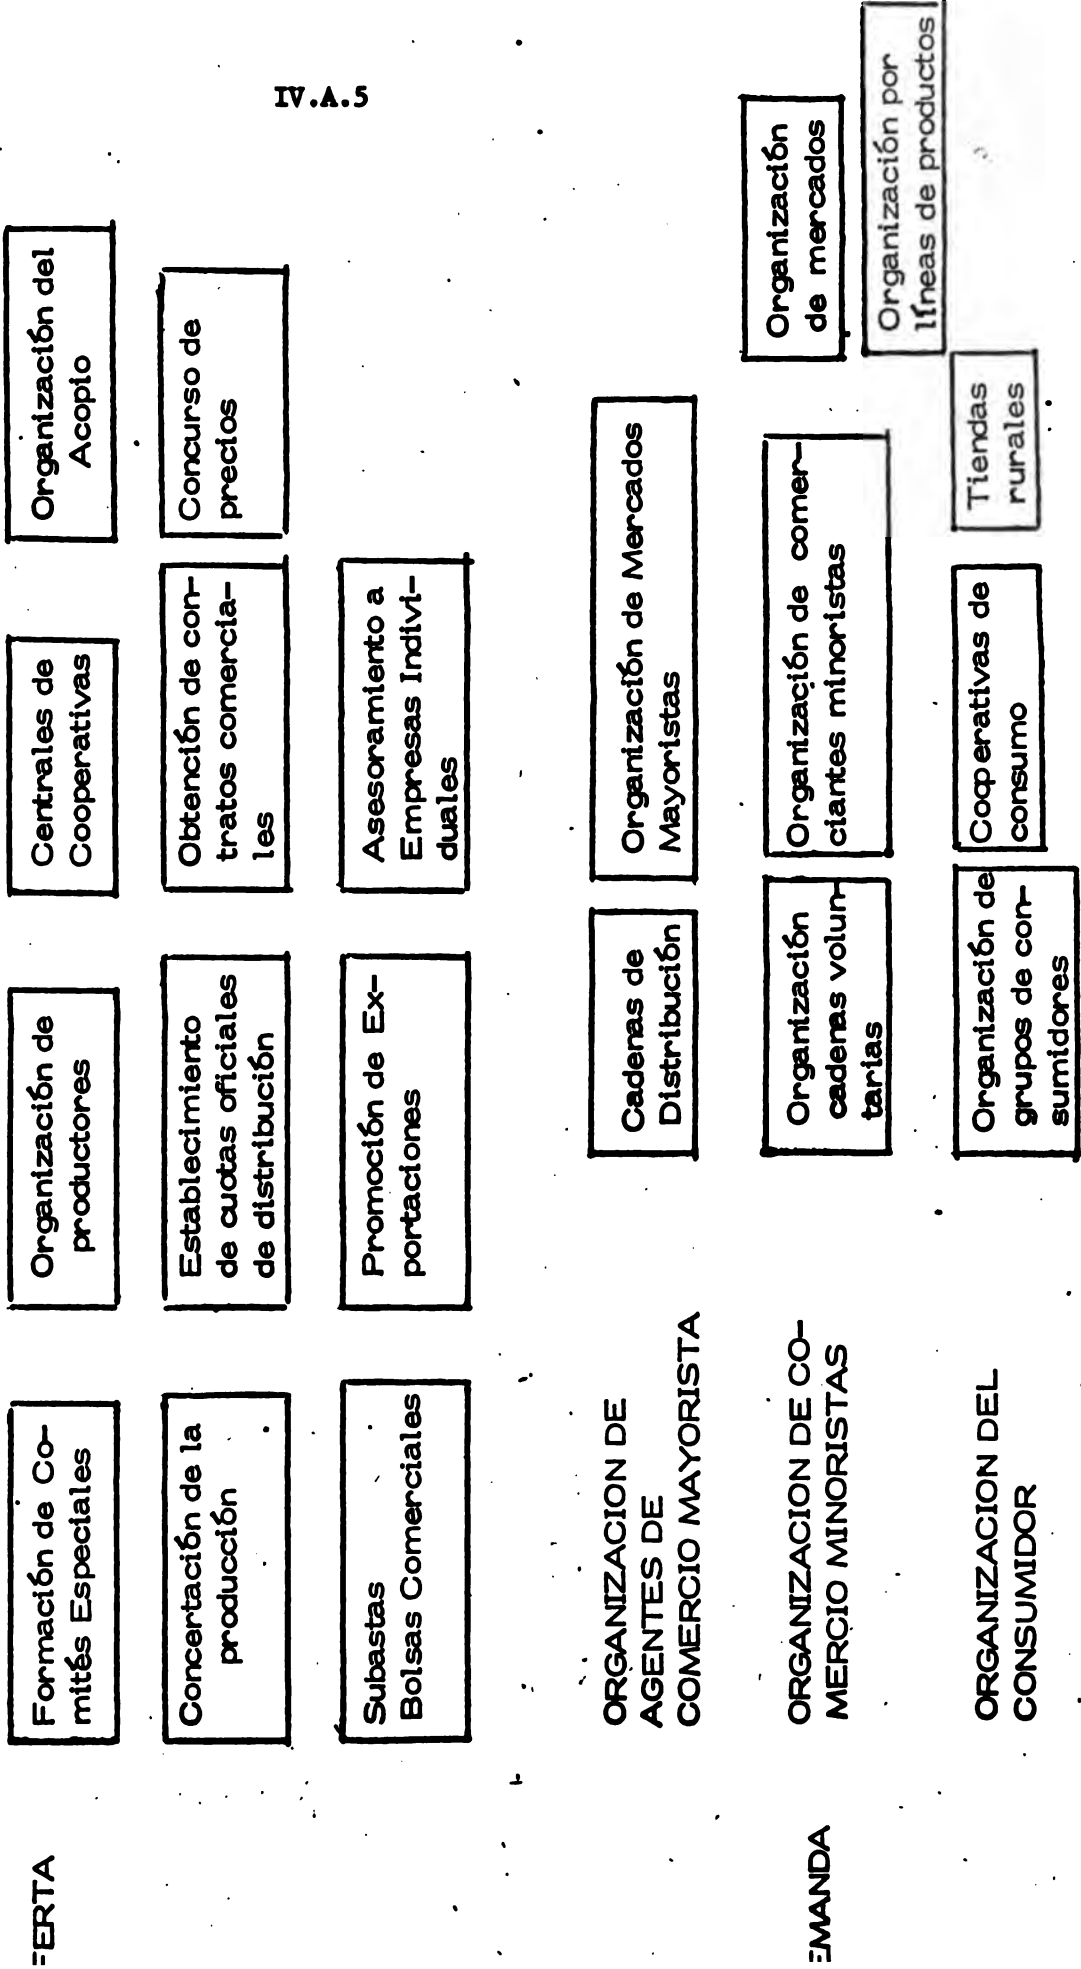 IV.A.5
FERTA
Formación de Co-
mités Especiales
Organización de
productores
Centrales de
Cooperativas
Organización del
Acopio
Concertación de la
producción
Establecimiento
de cuotas oficiales
de distribución
Obtención de con-
tratos comercia-
les
Concurso de
precios
Subastas
Bolsas Comerciales
Promoción de Ex-
portaciones
Asesoramiento a
Empresas Indivi-
duales
EMANDA
ORGANIZACION DE
AGENTES DE
COMERCIO MAYORISTA
Cadenas de
Distribución
Organización de Mercados
Mayoristas
ORGANIZACION DE CO-
MERCIO MINORISTAS
Organización
cadenas volun-
tarias
Organización de comer-
ciantes minoristas
Organización
de mercados
Organización por
líneas de productos
ORGANIZACION DEL
CONSUMIDOR
Organización de
grupos de con-
sumidores
Cooperativas de
consumo
Tiendas
rurales